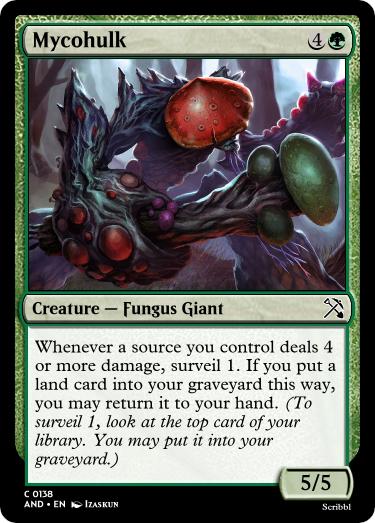 Mycohulk 4
Creature — Fungus Giant
Whenever a source you control deals 4
or more damage, surveil 1. If you put a
land card into your graveyard this way,
you may return it to your hand. (To
surveil 1, look at the top card of your
library. You may put it into your
graveyard.)
5/5
C 0138
AND • EN Izaskun
Scribbl